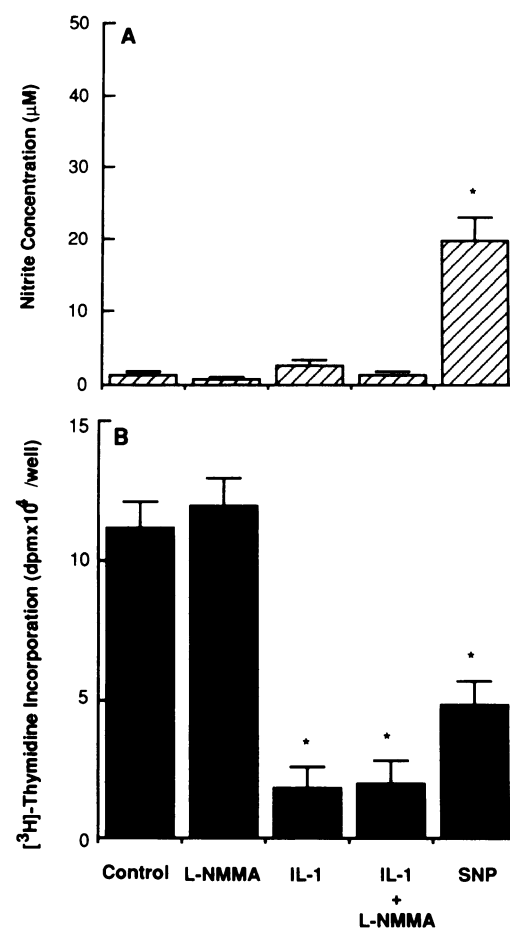 A
Nitrite Concentration (μM)
50
40
30
20
10
0
*
B
[³H]-Thymidine Incorporation (dpmx10⁴ /well)
15
10
5
0
*
*
*
Control
L-NMMA
IL-1
IL-1
+
L-NMMA
SNP